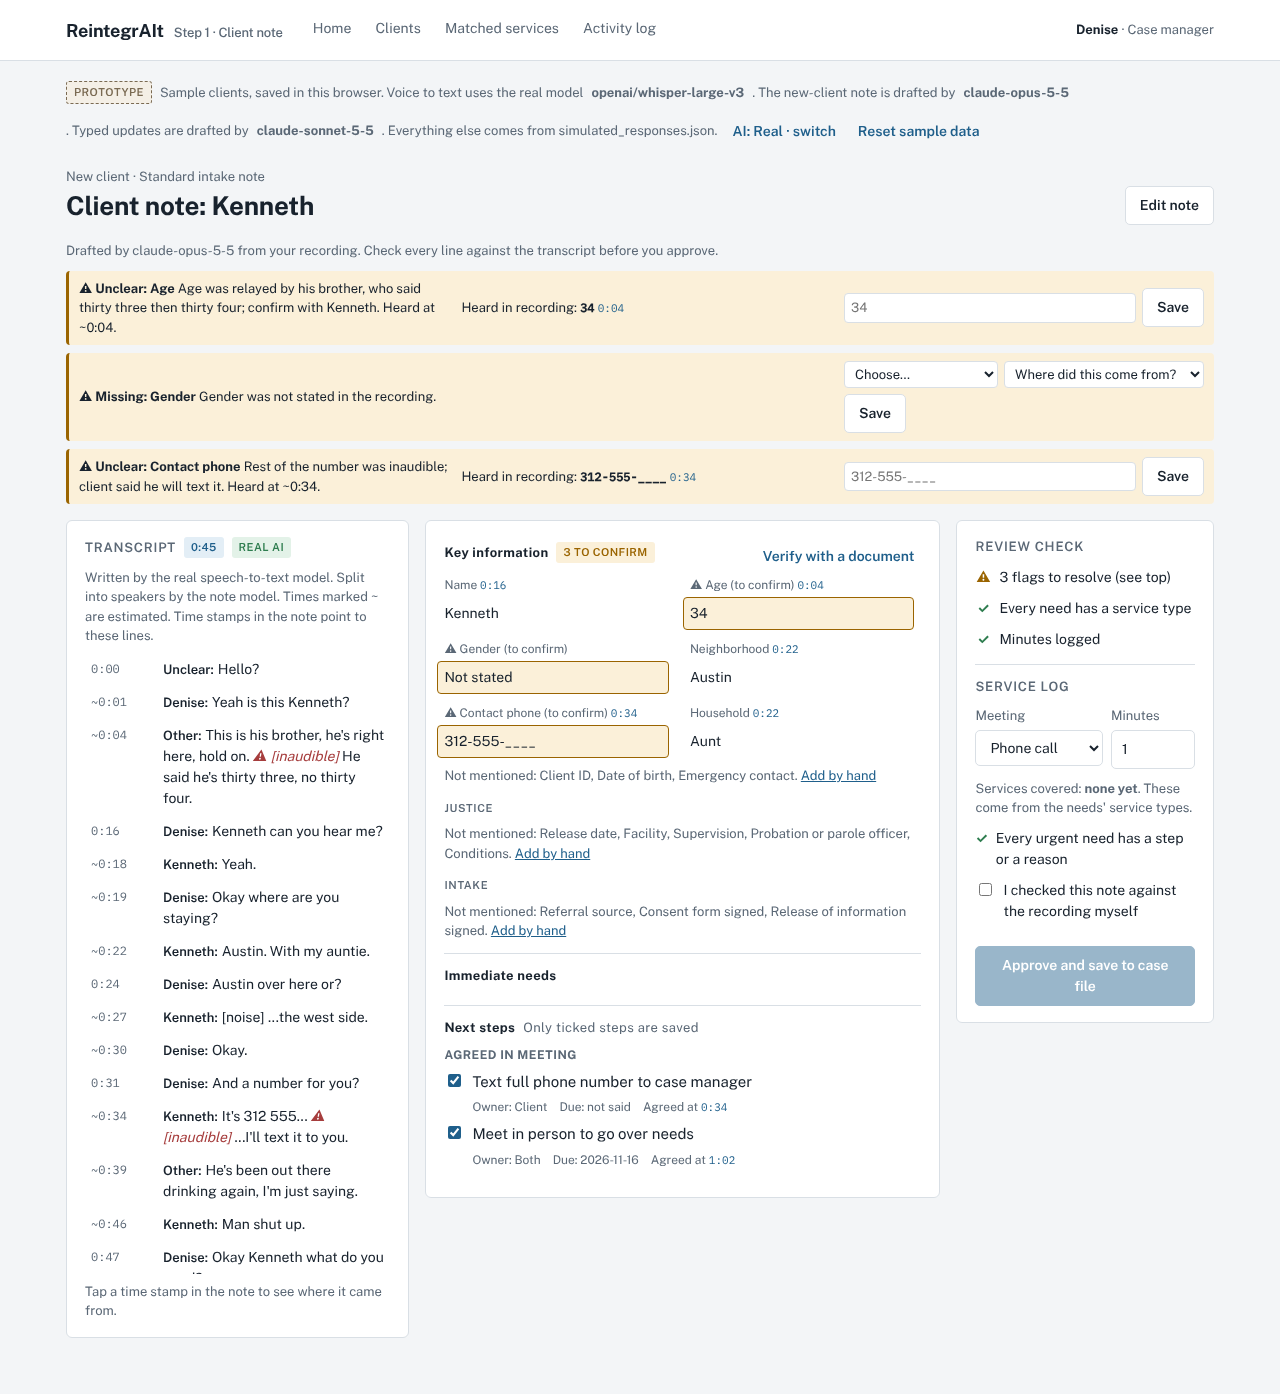 ReintegrAIt Step 1 · Client note Home Clients Matched services Activity log Denise · Case manager
PROTOTYPE Sample clients, saved in this browser. Voice to text uses the real model openai/whisper-large-v3 . The new-client note is drafted by claude-opus-5-5
. Typed updates are drafted by claude-sonnet-5-5 . Everything else comes from simulated_responses.json. AI: Real · switch Reset sample data
New client · Standard intake note
Client note: Kenneth
Edit note
Drafted by claude-opus-5-5 from your recording. Check every line against the transcript before you approve.
⚠ Unclear: Age Age was relayed by his brother, who said
thirty three then thirty four; confirm with Kenneth. Heard at
~0:04.
Heard in recording: 34 0:04
34
Save
⚠ Missing: Gender Gender was not stated in the recording.
Choose...
Where did this come from?
Save
⚠ Unclear: Contact phone Rest of the number was inaudible;
client said he will text it. Heard at ~0:34.
Heard in recording: 312-555-____ 0:34
312-555-____
Save
TRANSCRIPT 0:45 REAL AI
Written by the real speech-to-text model. Split
into speakers by the note model. Times marked ~
are estimated. Time stamps in the note point to
these lines.
0:00 Unclear: Hello?
~0:01 Denise: Yeah is this Kenneth?
~0:04 Other: This is his brother, he's right
here, hold on. ⚠ [inaudible] He
said he's thirty three, no thirty
four.
0:16 Denise: Kenneth can you hear me?
~0:18 Kenneth: Yeah.
~0:19 Denise: Okay where are you
staying?
~0:22 Kenneth: Austin. With my auntie.
0:24 Denise: Austin over here or?
~0:27 Kenneth: [noise] ...the west side.
~0:30 Denise: Okay.
0:31 Denise: And a number for you?
~0:34 Kenneth: It's 312 555... ⚠
[inaudible] ...I'll text it to you.
~0:39 Other: He's been out there
drinking again, I'm just saying.
~0:46 Kenneth: Man shut up.
0:47 Denise: Okay Kenneth what do you
Tap a time stamp in the note to see where it came
from.
Key information 3 TO CONFIRM Verify with a document
Name 0:16
Kenneth
⚠ Age (to confirm) 0:04
34
⚠ Gender (to confirm)
Not stated
Neighborhood 0:22
Austin
⚠ Contact phone (to confirm) 0:34
312-555-____
Household 0:22
Aunt
Not mentioned: Client ID, Date of birth, Emergency contact. Add by hand
JUSTICE
Not mentioned: Release date, Facility, Supervision, Probation or parole officer,
Conditions. Add by hand
INTAKE
Not mentioned: Referral source, Consent form signed, Release of information
signed. Add by hand
Immediate needs
Next steps Only ticked steps are saved
AGREED IN MEETING
Text full phone number to case manager
Owner: Client Due: not said Agreed at 0:34
Meet in person to go over needs
Owner: Both Due: 2026-11-16 Agreed at 1:02
REVIEW CHECK
⚠ 3 flags to resolve (see top)
✓ Every need has a service type
✓ Minutes logged
SERVICE LOG
Meeting Minutes
Phone call 1
Services covered: none yet. These
come from the needs' service types.
✓ Every urgent need has a step
or a reason
I checked this note against
the recording myself
Approve and save to case
file